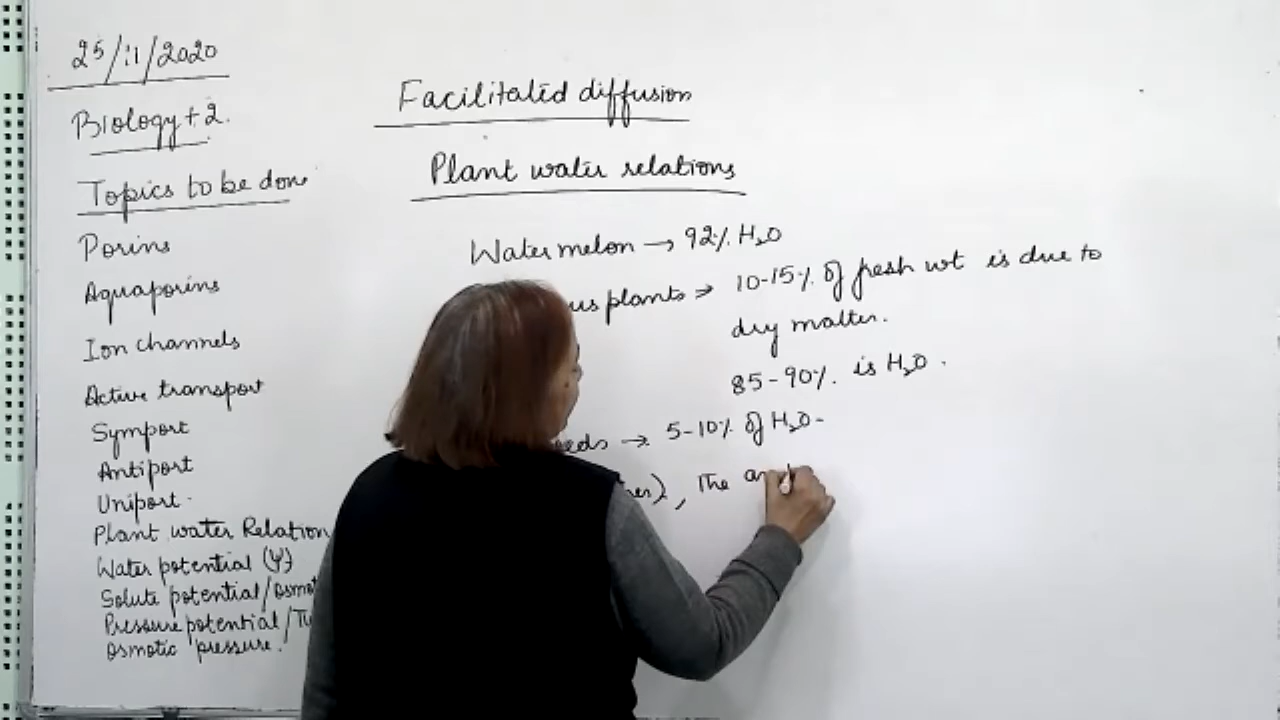 25/11/2020
Biology +2.
Topics to be done
Porins
Aquaporins
Ion channels
Active transport
Symport
Antiport
Uniport.
Plant water Relation
Water potential (Ψ)
Solute potential/
Pressure potential/
Osmotic pressure.
Facilitated diffusion
Plant water relations
Watermelon → 92% H2O
plants → 10-15% of fresh wt is due to
dry matter.
85-90% is H2O.
→ 5-10% of H2O-
, The